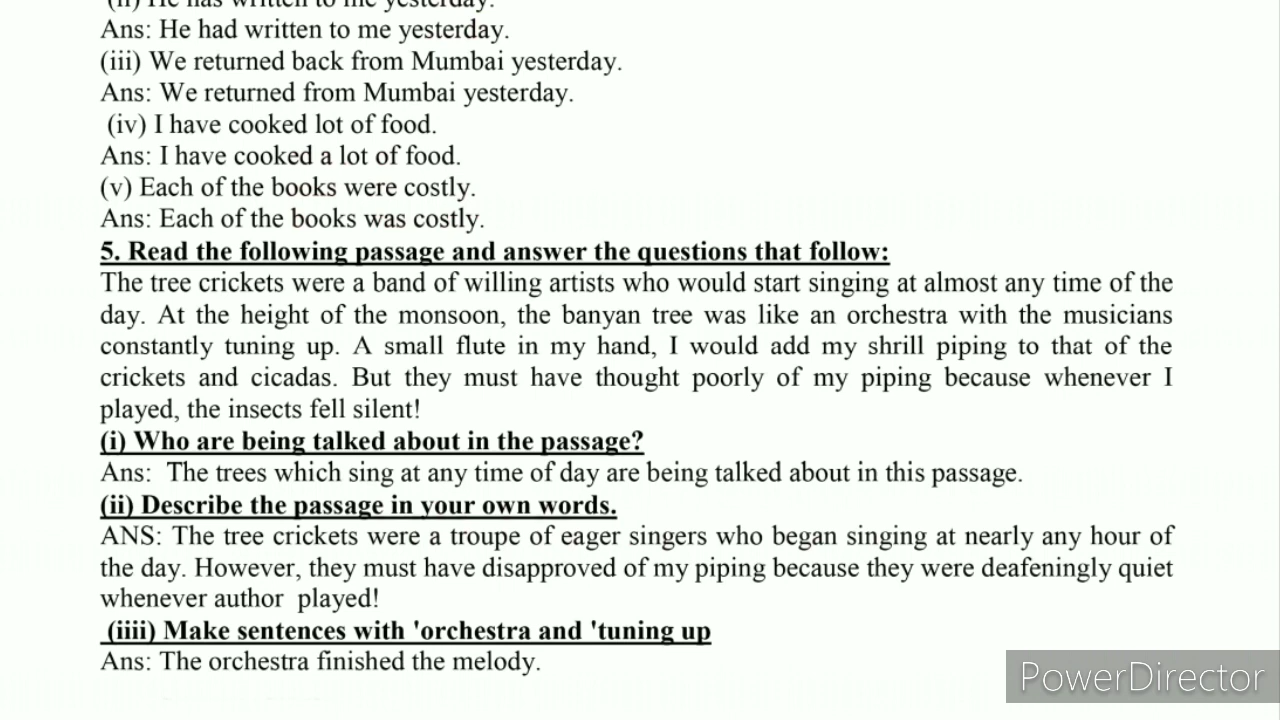 (ii) He has written to me yesterday.
Ans: He had written to me yesterday.
(iii) We returned back from Mumbai yesterday.
Ans: We returned from Mumbai yesterday.
(iv) I have cooked lot of food.
Ans: I have cooked a lot of food.
(v) Each of the books were costly.
Ans: Each of the books was costly.
5. Read the following passage and answer the questions that follow:
The tree crickets were a band of willing artists who would start singing at almost any time of the
day. At the height of the monsoon, the banyan tree was like an orchestra with the musicians
constantly tuning up. A small flute in my hand, I would add my shrill piping to that of the
crickets and cicadas. But they must have thought poorly of my piping because whenever I
played, the insects fell silent!
(i) Who are being talked about in the passage?
Ans:  The trees which sing at any time of day are being talked about in this passage.
(ii) Describe the passage in your own words.
ANS: The tree crickets were a troupe of eager singers who began singing at nearly any hour of
the day. However, they must have disapproved of my piping because they were deafeningly quiet
whenever author  played!
(iiii) Make sentences with 'orchestra and 'tuning up
Ans: The orchestra finished the melody.
PowerDirector